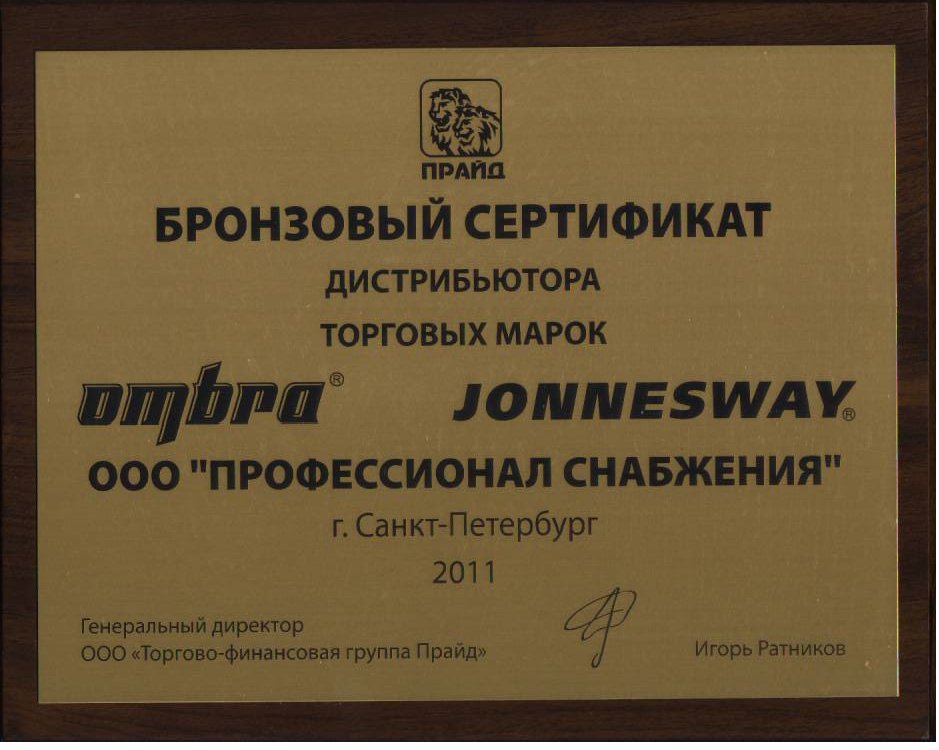 ПРАЙД
БРОНЗОВЫЙ СЕРТИФИКАТ
ДИСТРИБЬЮТОРА
ТОРГОВЫХ МАРОК
ombra® JONNESWAY®
ООО "ПРОФЕССИОНАЛ СНАБЖЕНИЯ"
г. Санкт-Петербург
2011
Генеральный директор
ООО «Торгово-финансовая группа Прайд» Игорь Ратников